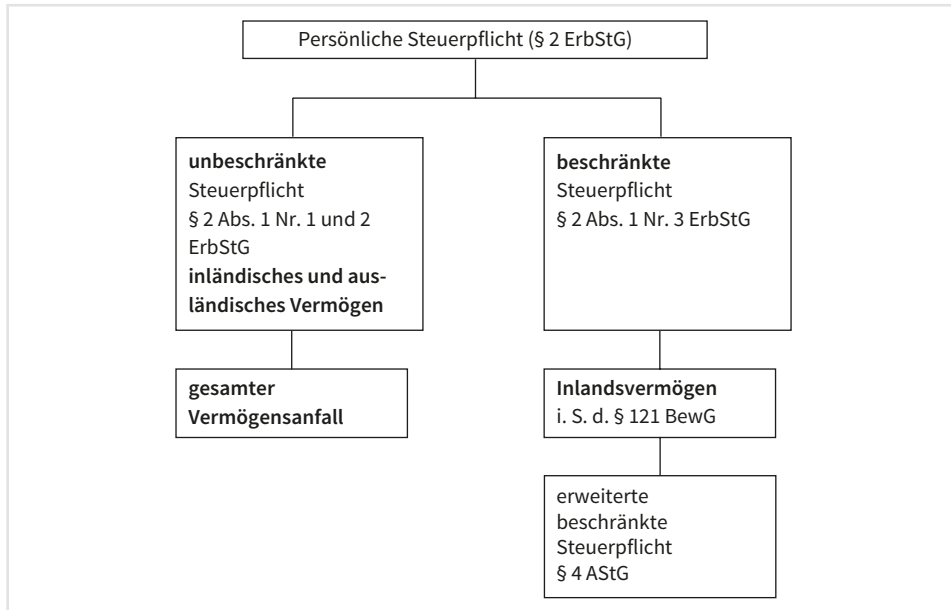 Persönliche Steuerpflicht (§ 2 ErbStG)
unbeschränkte
Steuerpflicht
§ 2 Abs. 1 Nr. 1 und 2
ErbStG
inländisches und aus-
ländisches Vermögen
beschränkte
Steuerpflicht
§ 2 Abs. 1 Nr. 3 ErbStG
gesamter
Vermögensanfall
Inlandsvermögen
i. S. d. § 121 BewG
erweiterte
beschränkte
Steuerpflicht
§ 4 AStG